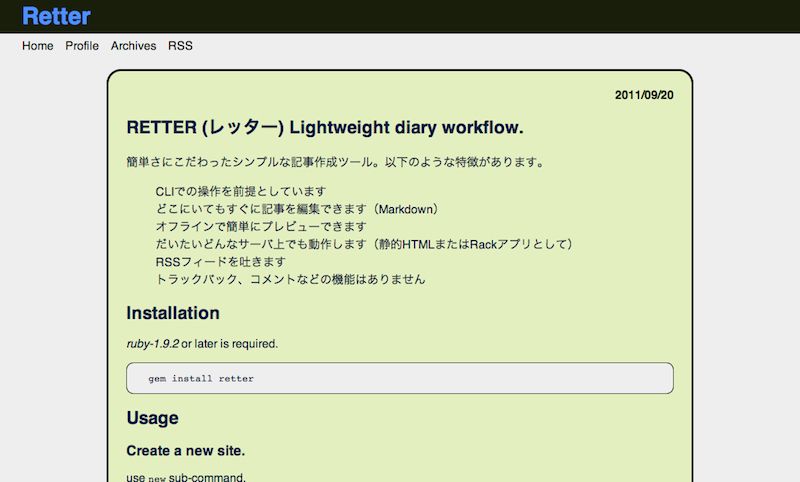 Retter
Home Profile Archives RSS
2011/09/20
RETTER (レッター) Lightweight diary workflow.
簡単さにこだわったシンプルな記事作成ツール。以下のような特徴があります。
CLIでの操作を前提としています
どこにいてもすぐに記事を編集できます（Markdown）
オフラインで簡単にプレビューできます
だいたいどんなサーバ上でも動作します（静的HTMLまたはRackアプリとして）
RSSフィードを吐きます
トラックバック、コメントなどの機能はありません
Installation
ruby-1.9.2 or later is required.
gem install retter
Usage
Create a new site.
use new sub-command.